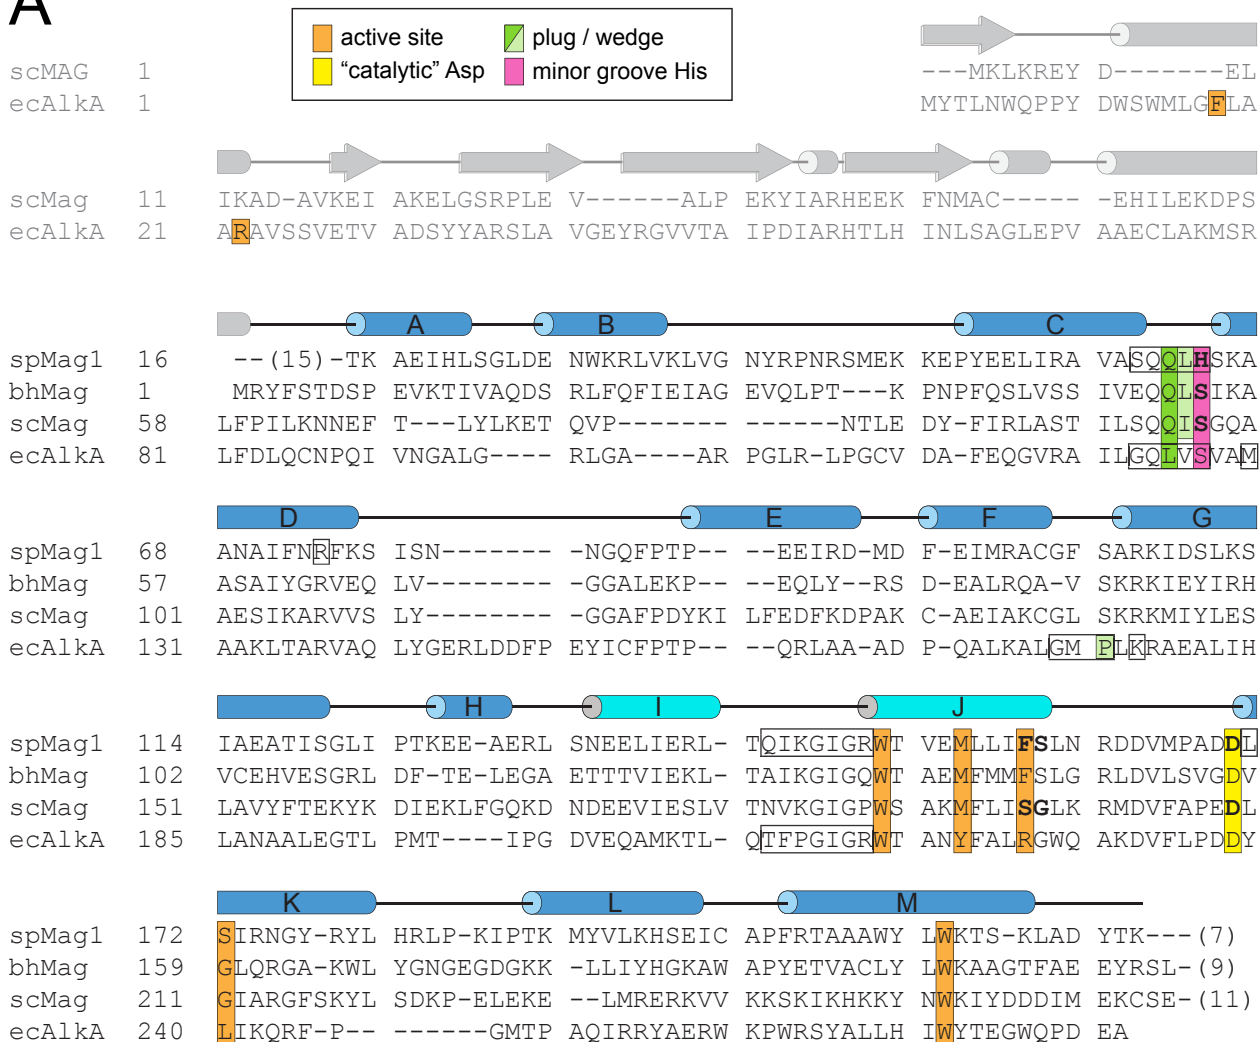 A
active site plug / wedge
"catalytic" Asp minor groove His
scMAG 1 ---MKLKREY D-------EL
ecAlkA 1 MYTLNWQPPY DWSWMLGFLA
scMag 11 IKAD-AVKEI AKELGSRPLE V------ALP EKYIARHEEK FNMAC----- --EHILEKDPS
ecAlkA 21 ARAVSSVETV ADSYYARSLA VGEYRGVVTA IPDIARHTLH INLSAGLEPV AAECLAKMSR
A B C
spMag1 16 --(15)-TK AEIHLSGLDE NWKRLVKLVG NYRPNRSMEK KEPYEELIRA VASQQLHSKA
bhMag 1 MRYFSTDSP EVKTIVAQDS RLFQFIEIAG EVQLPT---K PNPFQSLVSS IVEQQLSIKA
scMag 58 LFPILKNNEF T---LYLKET QVP-------NTLE DY-FIRLAST ILSQQISGQA
ecAlkA 81 LFDLQCNPQI VNGALG---- RLGA----AR PGLR-LPGCV DA-FEQGVRA ILGQLVSVAM
D E F G
spMag1 68 ANAIFNRFKS ISN------- -NGQFPTP-- --EEIRD-MD F-EIMRACGF SARKIDSLKS
bhMag 57 ASAIYGRVEQ LV-------- -GGALEKP-- --EQLY--RS D-EALRQA-V SKRKIEYIRH
scMag 101 AESIKARVVS LY-------- -GGAFPDYKI LFEDFKDPAK C-AEIAKCGL SKRKMIYLES
ecAlkA 131 AAKLTARVAQ LYGERLDDFP EYICFPTP-- --QRLAA-AD P-QALKALGM PLKRAEALIH
H I J
spMag1 114 IAEATISGLI PTKEE-AERL SNEELIERL- TQIKGIGRWT VEMLLIFSLN RDDVMPADDL
bhMag 102 VCEHVESGRL DF-TE-LEGA ETTTVIEKL- TAIKGIGQWT AEMFMMFSLG RLDVLSVGDV
scMag 151 LAVYFTEKYK DIEKLFGQKD NDEEVIESLV TNVKGIGPWS AKMFLISGLK RMDVFAPEDL
ecAlkA 185 LANAALEGTL PMT----IPG DVEQAMKTL- QTFPGIGRWT ANYFALRGWQ AKDVFLPDDY
K L M
spMag1 172 SIRNGY-RYL HRLP-KIPTK MYVLKHSEIC APFRTAAAWY LWKTS-KLAD YTK---(7)
bhMag 159 GLQRGA-KWL YGNGEGDGKK -LLIYHGKAW APYETVACLY LWKAAGTFAE EYRSL-(9)
scMag 211 GIARGFSKYL SDKP-ELEKE --LMRERKVV KKSKIKHKKY NWKIYDDDIM EKCSE-(11)
ecAlkA 240 LIKQRF-P-- -------GMTP AQIRRYAERW KPWRSYALLH IWYTEGWQPD EA